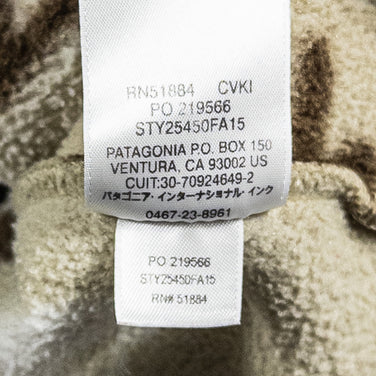 RN51884 CVKI
PO 219566
STY25450FA15
PATAGONIA P.O. BOX 150
VENTURA, CA 93002 US
CUIT:30-70924649-2
パタゴニア・インターナショナル・インク
0467-23-8961
PO 219566
STY25450FA15
RN# 51884